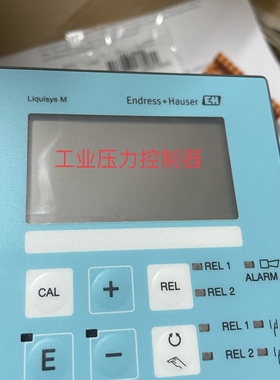 Liquisys M
Endress+Hauser EH
工业压力控制器
CAL
+
REL
REL 1
REL 2
ALARM
E
−
REL 1
REL 2